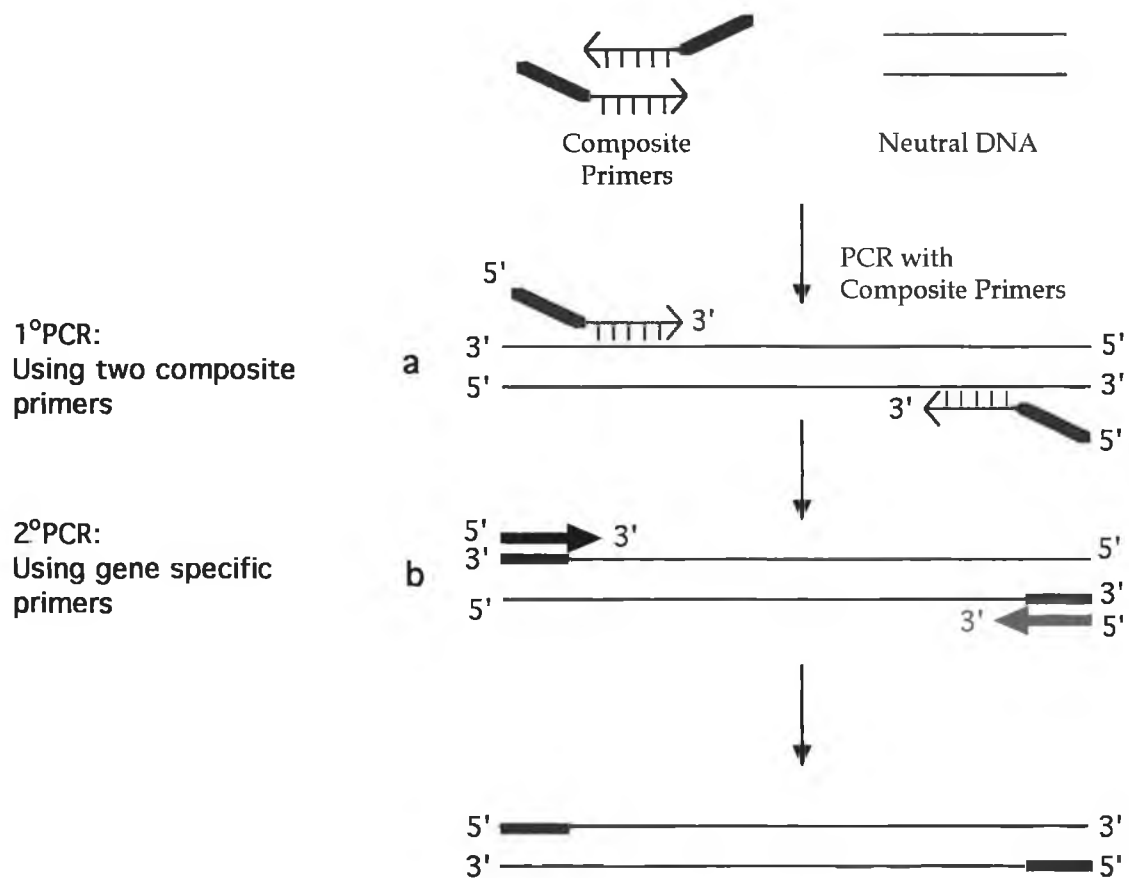 Composite
Primers
Neutral DNA
PCR with
Composite Primers
1°PCR:
Using two composite
primers
a
5'
3'
3'
5'
5'
3'
3'
5'
2°PCR:
Using gene specific
primers
b
5'
3'
3'
5'
5'
3'
3'
5'
5'
3'
3'
5'